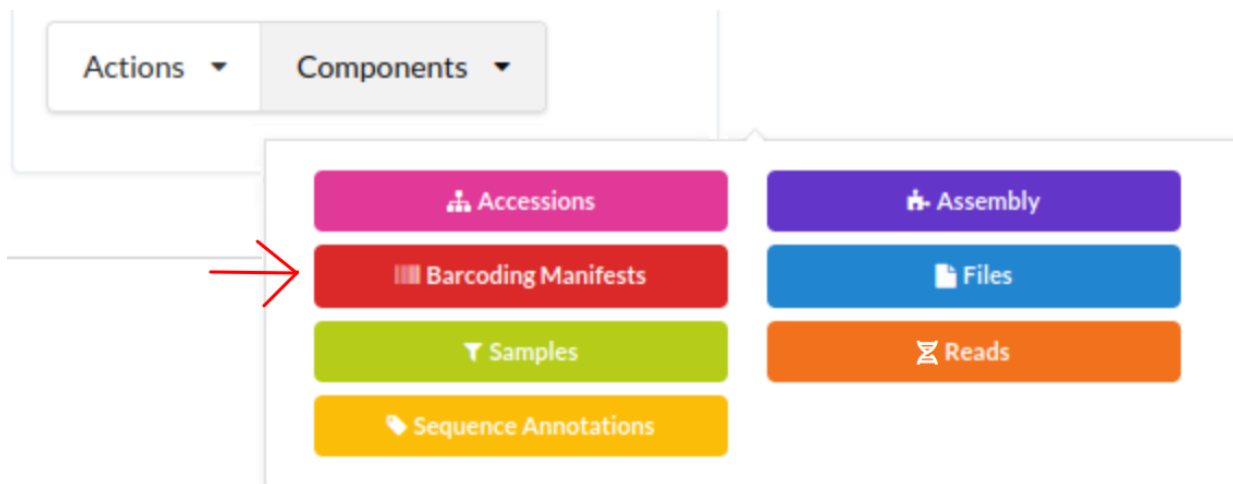 Actions Components
Accessions Assembly
Barcoding Manifests Files
Samples Reads
Sequence Annotations